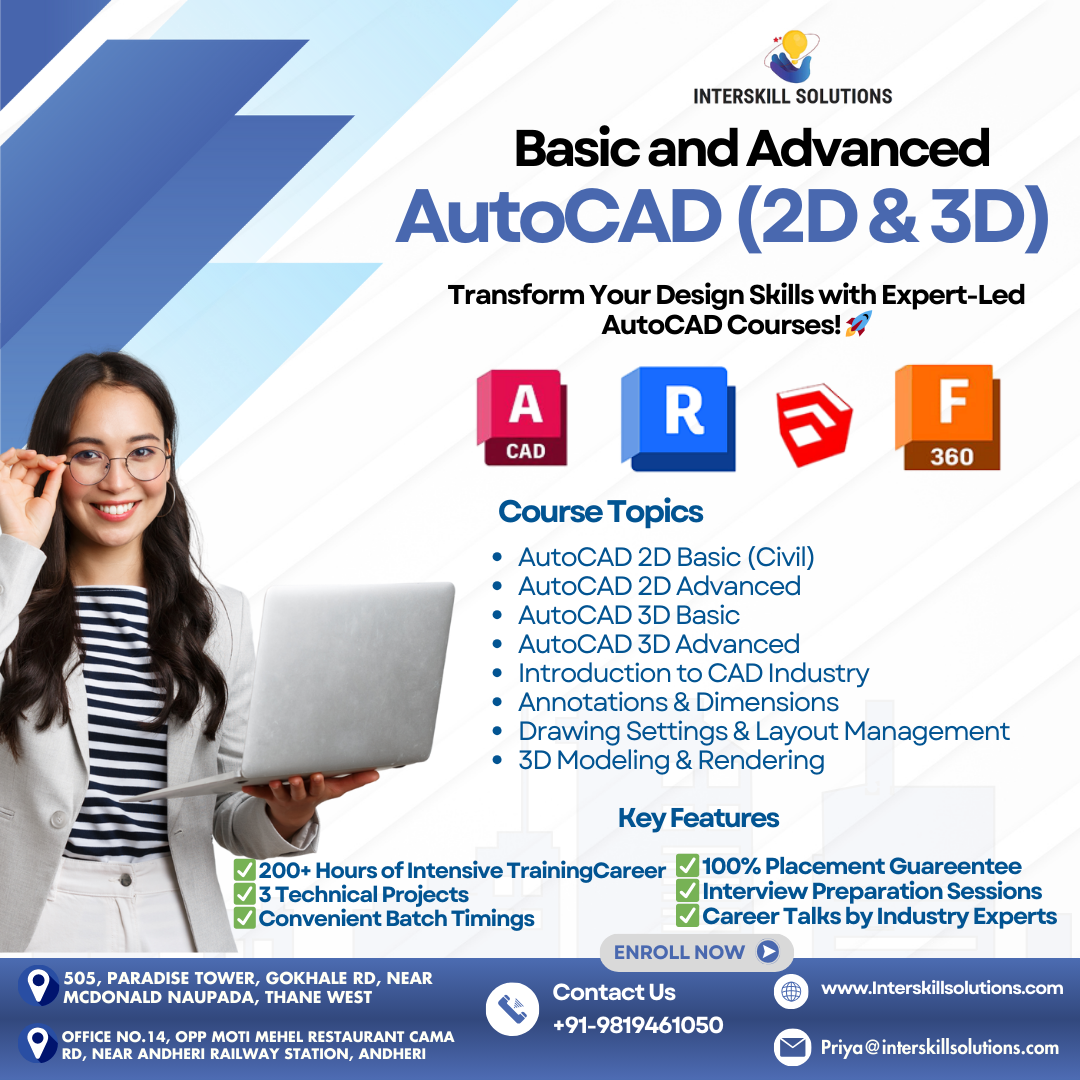 INTERSKILL SOLUTIONS
Basic and Advanced
AutoCAD (2D & 3D)
Transform Your Design Skills with Expert-Led
AutoCAD Courses!🚀
A
CAD
R
F
360
Course Topics
• AutoCAD 2D Basic (Civil)
• AutoCAD 2D Advanced
• AutoCAD 3D Basic
• AutoCAD 3D Advanced
• Introduction to CAD Industry
• Annotations & Dimensions
• Drawing Settings & Layout Management
• 3D Modeling & Rendering
Key Features
✅200+ Hours of Intensive TrainingCareer
✅3 Technical Projects
✅Convenient Batch Timings
✅100% Placement Guareentee
✅Interview Preparation Sessions
✅Career Talks by Industry Experts
ENROLL NOW
505, PARADISE TOWER, GOKHALE RD, NEAR
MCDONALD NAUPADA, THANE WEST
OFFICE NO.14, OPP MOTI MEHEL RESTAURANT CAMA
RD, NEAR ANDHERI RAILWAY STATION, ANDHERI
Contact Us
+91-9819461050
www.Interskillsolutions.com
Priya@interskillsolutions.com